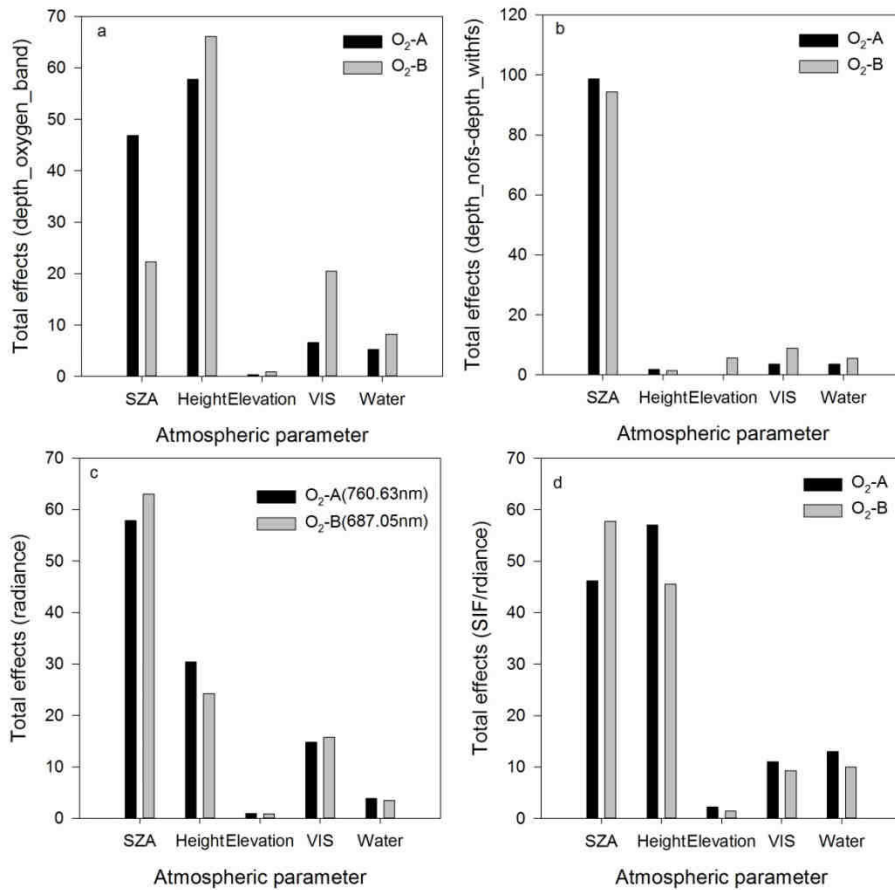 a
O2-A
O2-B
Total effects (depth_oxygen_band)
70
60
50
40
30
20
10
0
SZA HeightElevation VIS Water
Atmospheric parameter
b
O2-A
O2-B
Total effects (depth_nofs-depth_withfs)
120
100
80
60
40
20
0
SZA HeightElevation VIS Water
Atmospheric parameter
c
O2-A(760.63nm)
O2-B(687.05nm)
Total effects (radiance)
70
60
50
40
30
20
10
0
SZA HeightElevation VIS Water
Atmospheric parameter
d
O2-A
O2-B
Total effects (SIF/rdiance)
70
60
50
40
30
20
10
0
SZA HeightElevation VIS Water
Atmospheric parameter